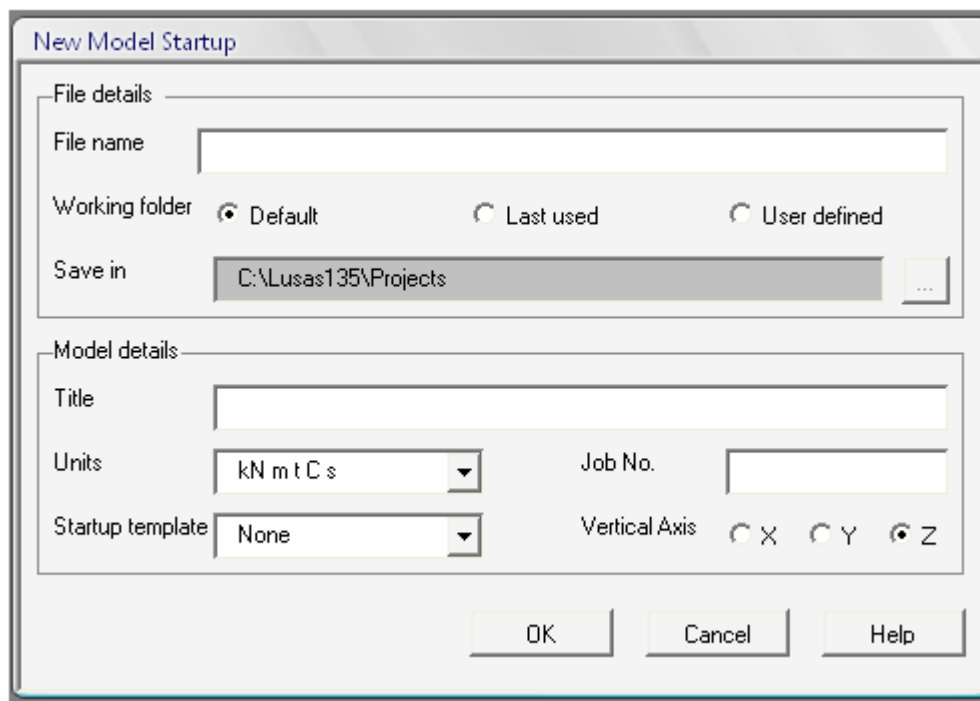 New Model Startup
File details
File name
Working folder Default Last used User defined
Save in C:\Lusas135\Projects ...
Model details
Title
Units kN m t C s Job No.
Startup template None Vertical Axis X Y Z
OK Cancel Help